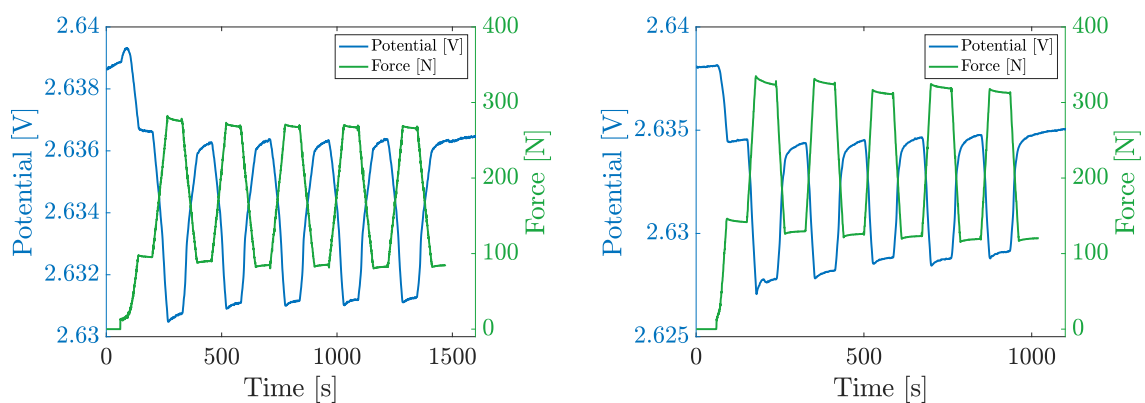 2.64
2.638
2.636
2.634
2.632
2.63
Potential [V]
400
300
200
100
0
Force [N]
Potential [V]
Force [N]
0
500
1000
1500
Time [s]
2.64
2.635
2.63
2.625
Potential [V]
400
300
200
100
0
Force [N]
Potential [V]
Force [N]
0
500
1000
Time [s]